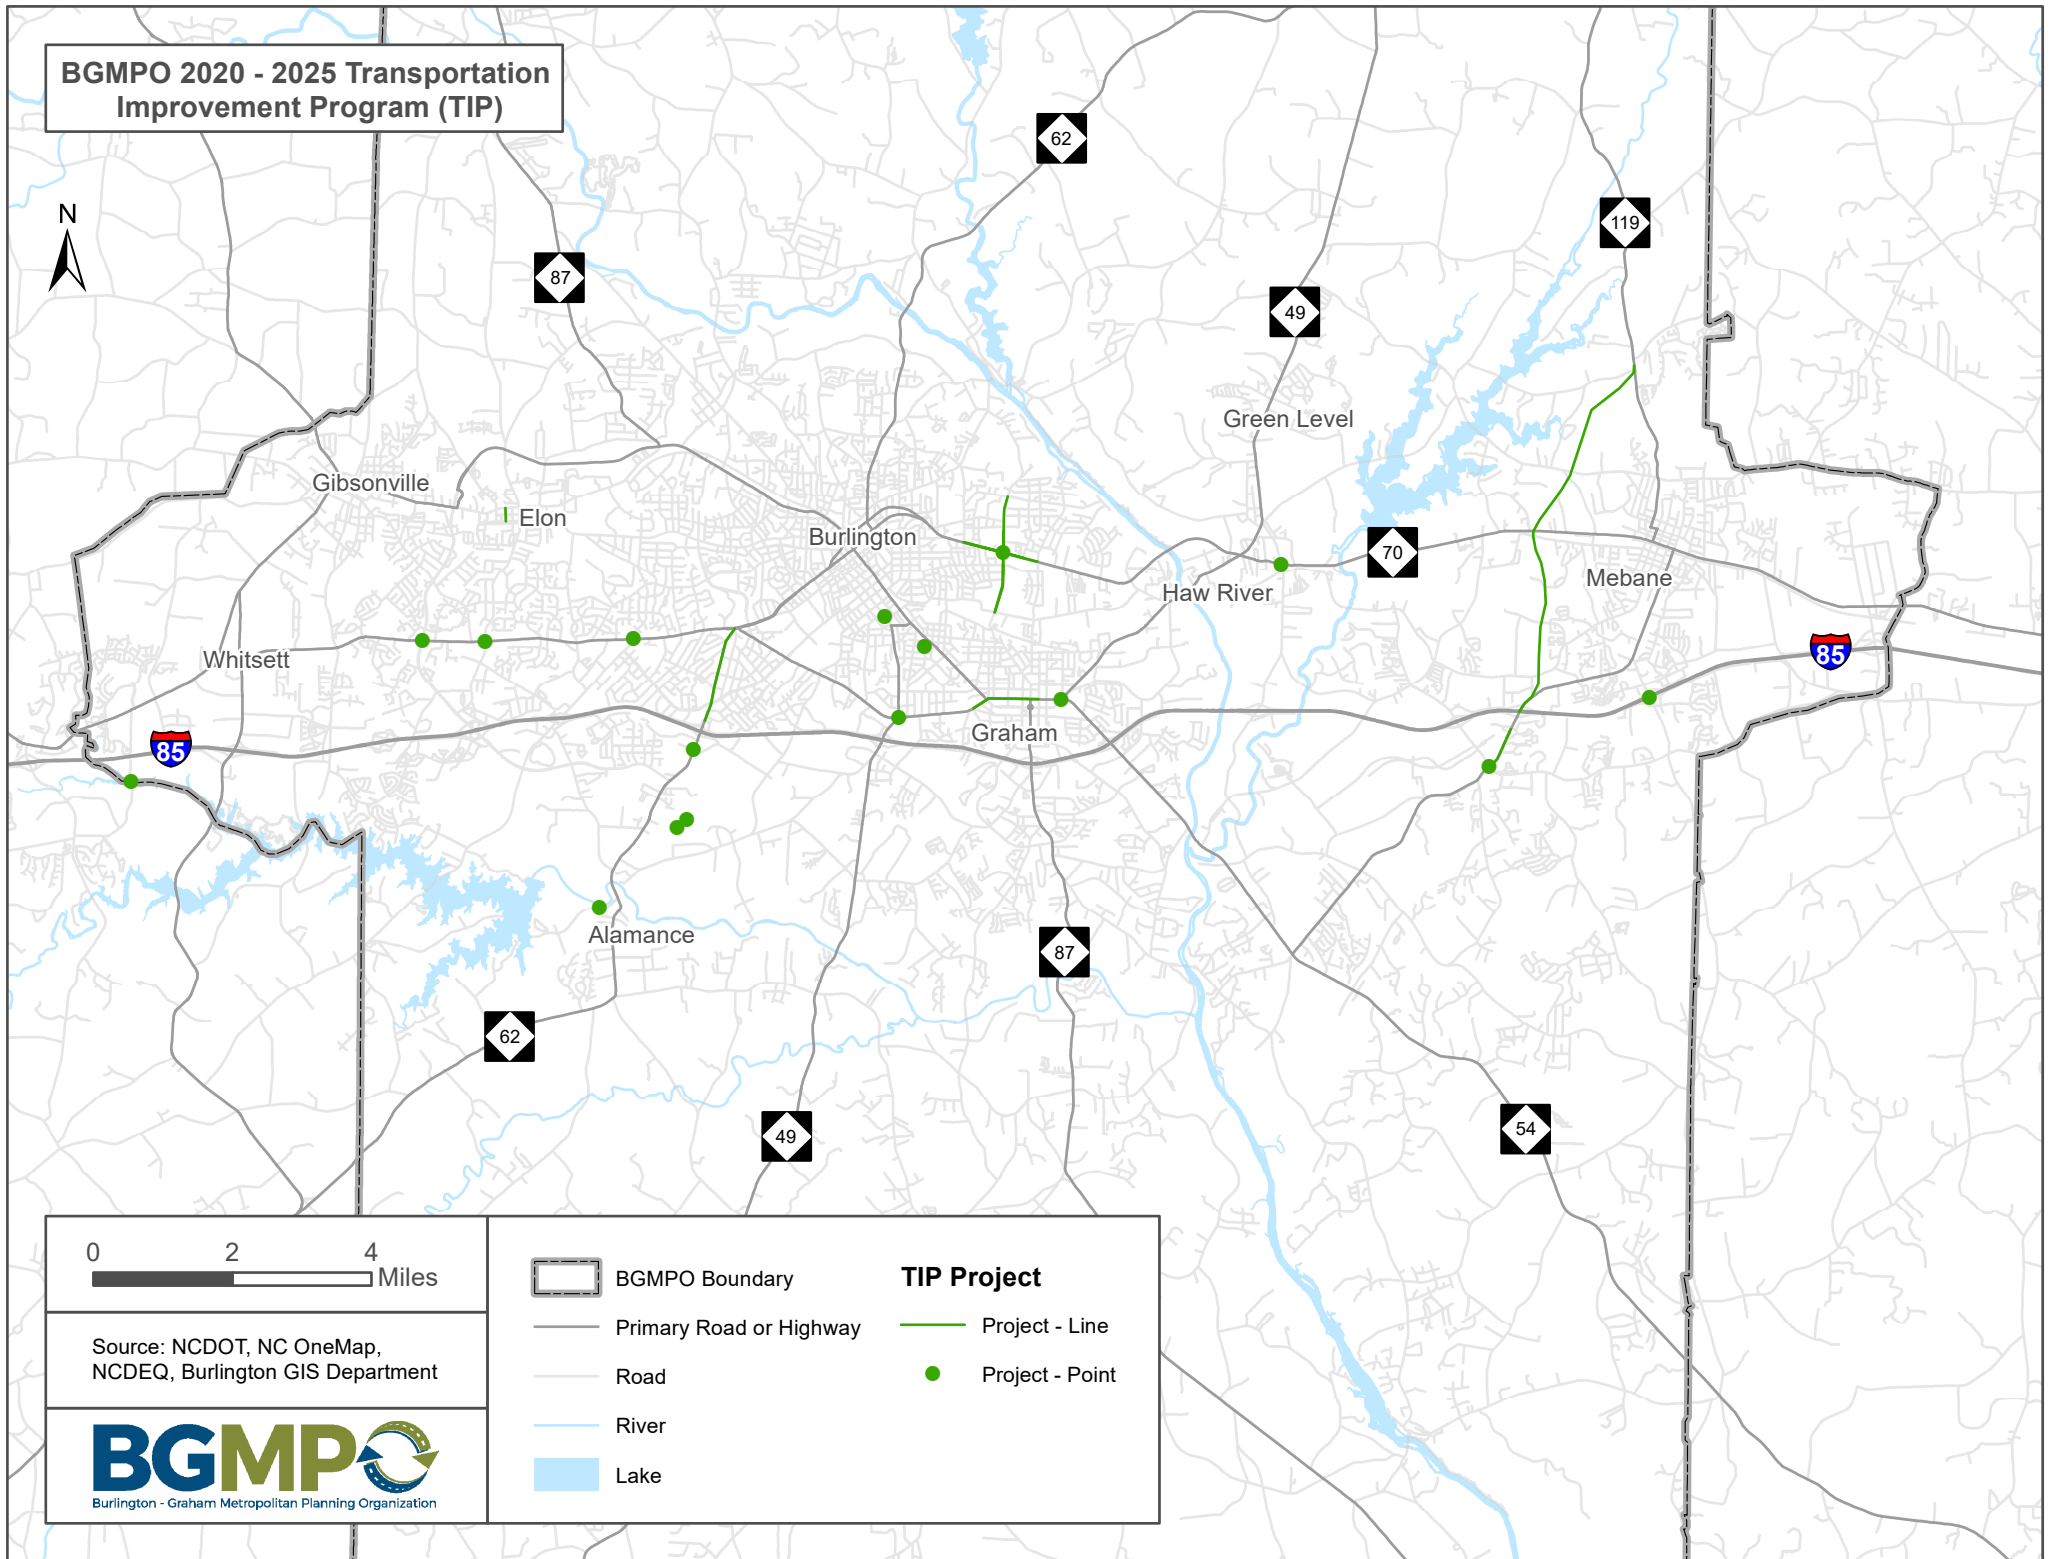 BGMPO 2020 - 2025 Transportation
Improvement Program (TIP)
N
62
119
87
49
Green Level
Gibsonville
Elon
Burlington
70
Mebane
Haw River
Whitsett
85
85
Graham
Alamance
87
62
49
54
0 2 4
Miles
Source: NCDOT, NC OneMap,
NCDEQ, Burlington GIS Department
BGMPO
Burlington - Graham Metropolitan Planning Organization
BGMPO Boundary
Primary Road or Highway
Road
River
Lake
TIP Project
Project - Line
Project - Point